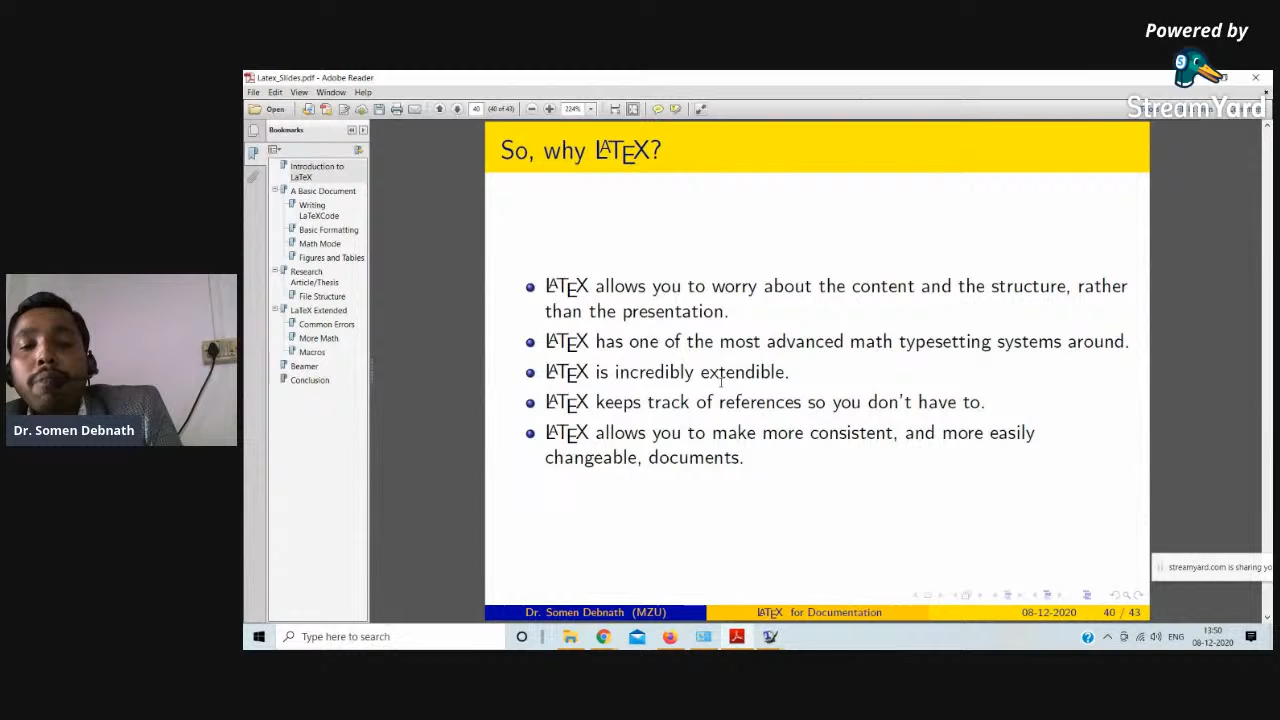 Powered by
StreamYard
Latex_Slides.pdf - Adobe Reader
File Edit View Window Help
Open 40 (40 of 43) 224%
Bookmarks
Introduction to
LaTeX
A Basic Document
Writing
LaTeXCode
Basic Formatting
Math Mode
Figures and Tables
Research
Article/Thesis
File Structure
LaTeX Extended
Common Errors
More Math
Macros
Beamer
Conclusion
So, why LATEX?
LATEX allows you to worry about the content and the structure, rather
than the presentation.
LATEX has one of the most advanced math typesetting systems around.
LATEX is incredibly extendible.
LATEX keeps track of references so you don't have to.
LATEX allows you to make more consistent, and more easily
changeable, documents.
Dr. Somen Debnath
streamyard.com is sharing yo
Dr. Somen Debnath (MZU) LATEX for Documentation 08-12-2020 40 / 43
Type here to search
ENG
13:50
08-12-2020